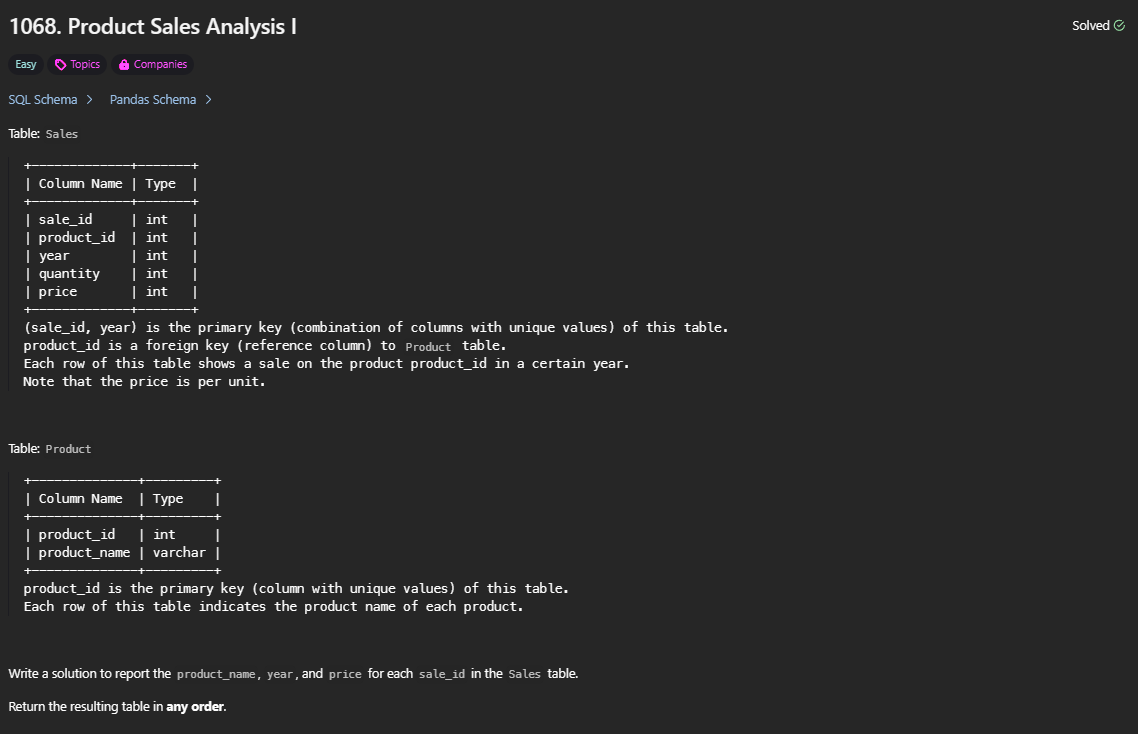 1068. Product Sales Analysis I
Solved
Easy Topics Companies
SQL Schema > Pandas Schema >
Table: Sales
+-------------+-------+
| Column Name | Type  |
+-------------+-------+
| sale_id     | int   |
| product_id  | int   |
| year        | int   |
| quantity    | int   |
| price       | int   |
+-------------+-------+
(sale_id, year) is the primary key (combination of columns with unique values) of this table.
product_id is a foreign key (reference column) to Product table.
Each row of this table shows a sale on the product product_id in a certain year.
Note that the price is per unit.
Table: Product
+--------------+---------+
| Column Name  | Type    |
+--------------+---------+
| product_id   | int     |
| product_name | varchar |
+--------------+---------+
product_id is the primary key (column with unique values) of this table.
Each row of this table indicates the product name of each product.
Write a solution to report the product_name, year, and price for each sale_id in the Sales table.
Return the resulting table in any order.